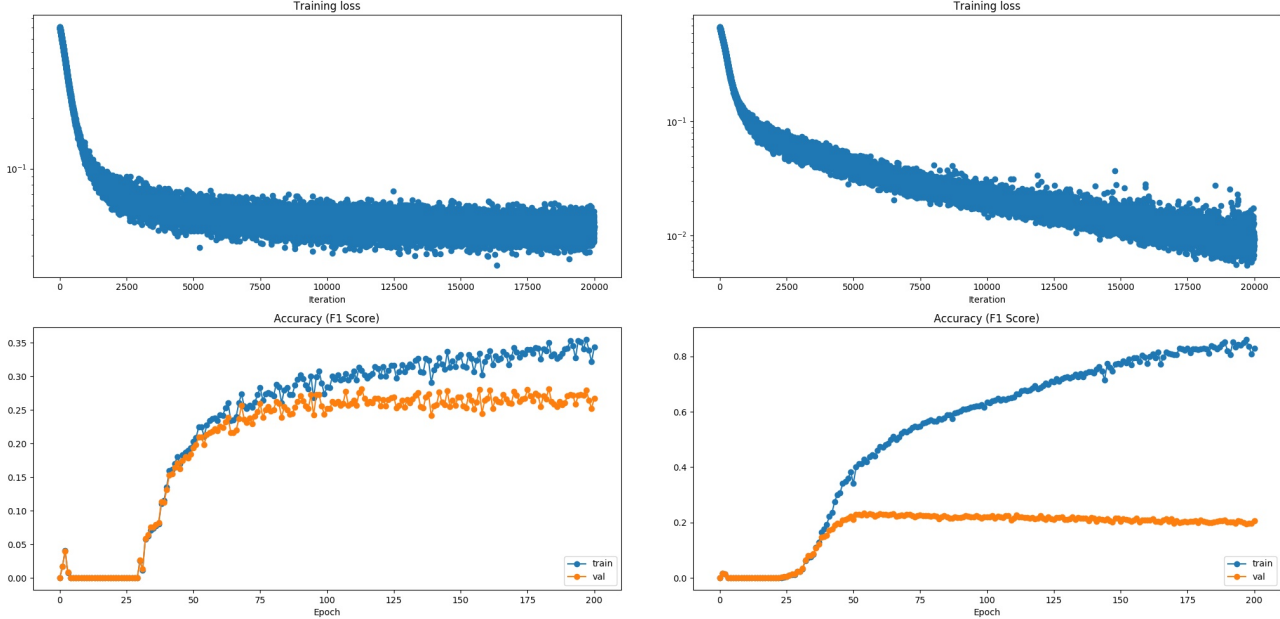 Training loss
10⁻¹
0 2500 5000 7500 10000 12500 15000 17500 20000
Iteration
Accuracy (F1 Score)
0.35
0.30
0.25
0.20
0.15
0.10
0.05
0.00
train
val
0 25 50 75 100 125 150 175 200
Epoch
Training loss
10⁻¹
10⁻²
0 2500 5000 7500 10000 12500 15000 17500 20000
Iteration
Accuracy (F1 Score)
0.8
0.6
0.4
0.2
0.0
train
val
0 25 50 75 100 125 150 175 200
Epoch